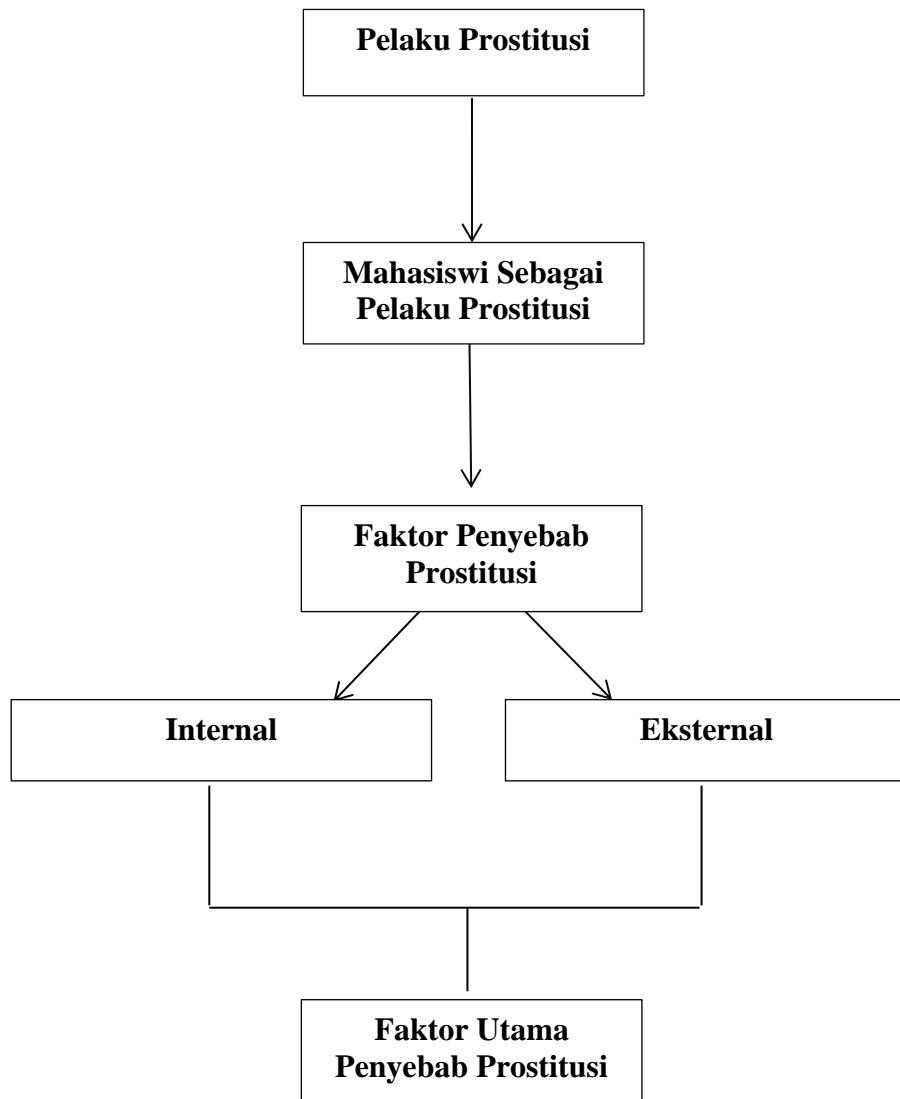 Pelaku Prostitusi
Mahasiswi Sebagai
Pelaku Prostitusi
Faktor Penyebab
Prostitusi
Internal
Eksternal
Faktor Utama
Penyebab Prostitusi